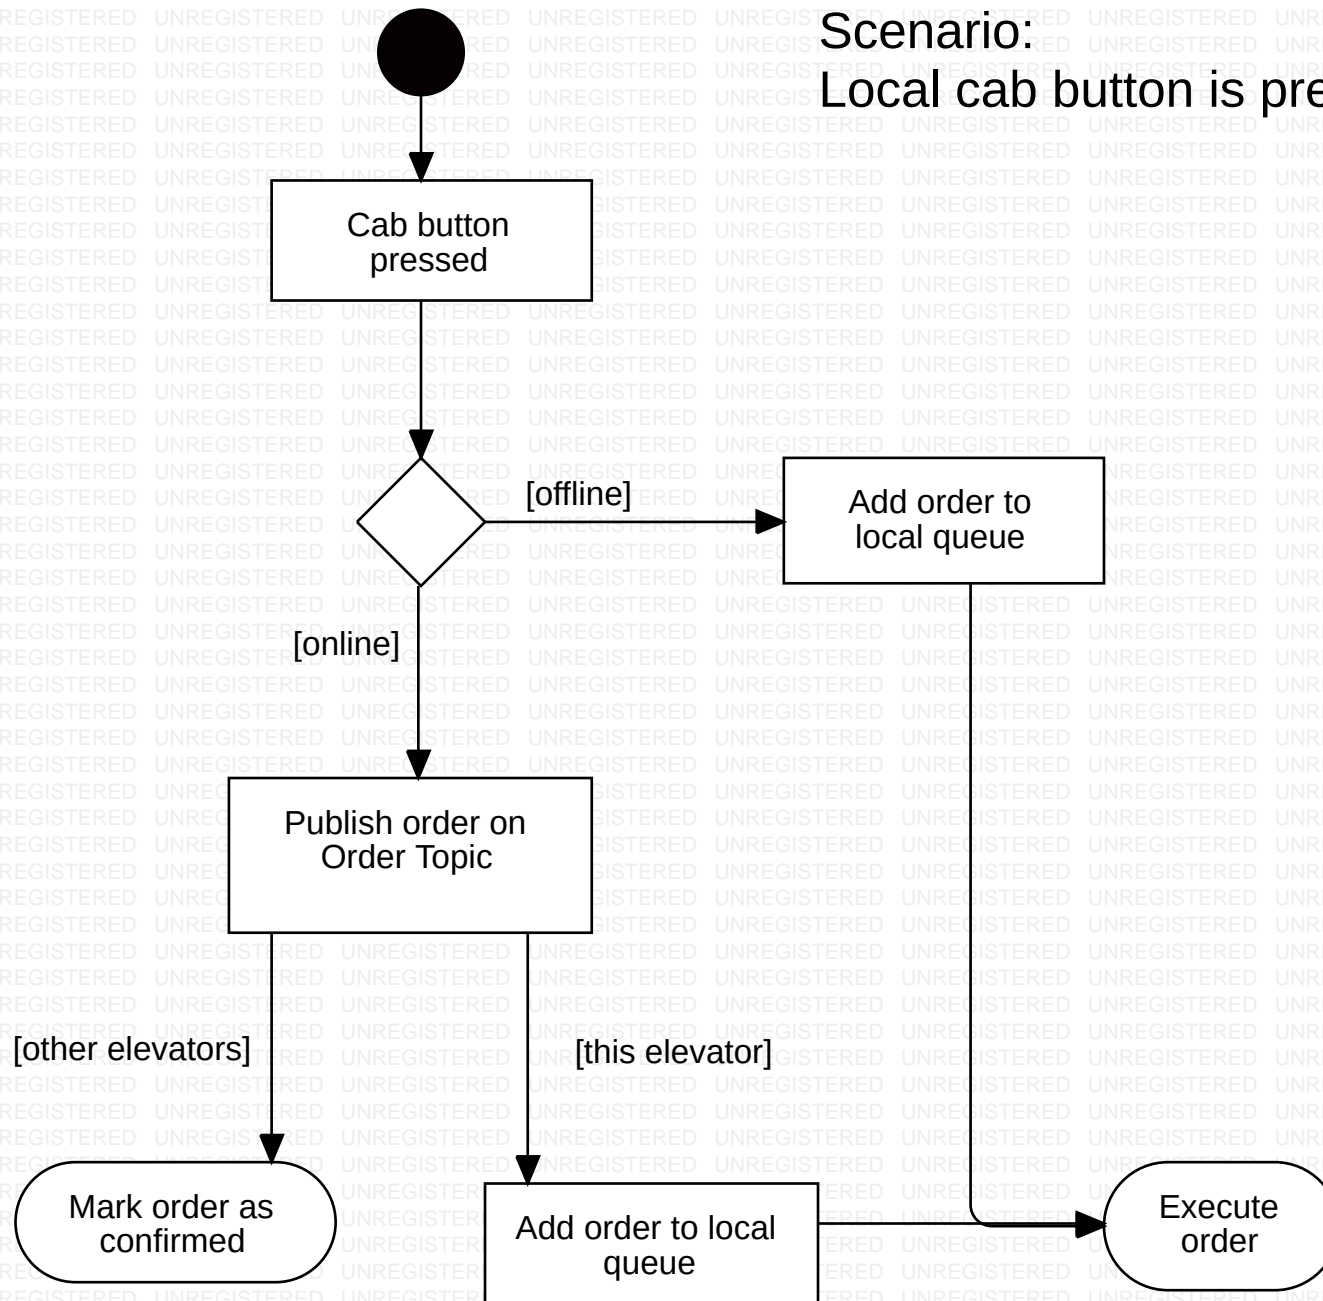 Scenario:
Local cab button is pre
Cab button
pressed
[offline]
Add order to
local queue
[online]
Publish order on
Order Topic
[other elevators]
[this elevator]
Mark order as
confirmed
Add order to local
queue
Execute
order
UNREGISTERED